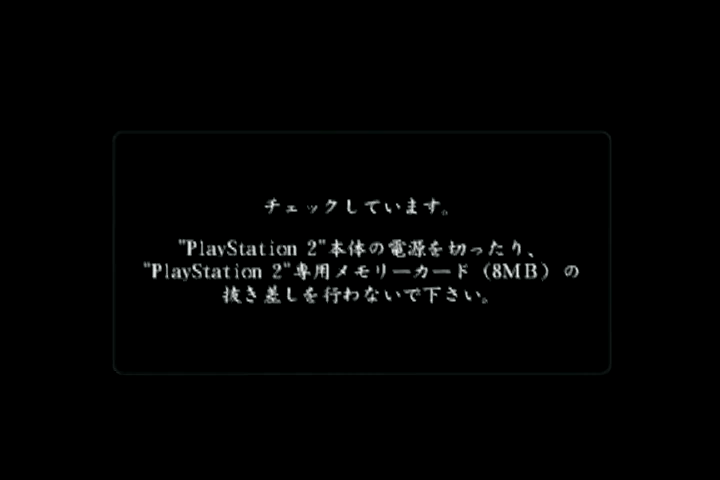 チェックしています。
"PlayStation 2"本体の電源を切ったり、
"PlayStation 2"専用メモリーカード（8MB）の
抜き差しを行わないで下さい。